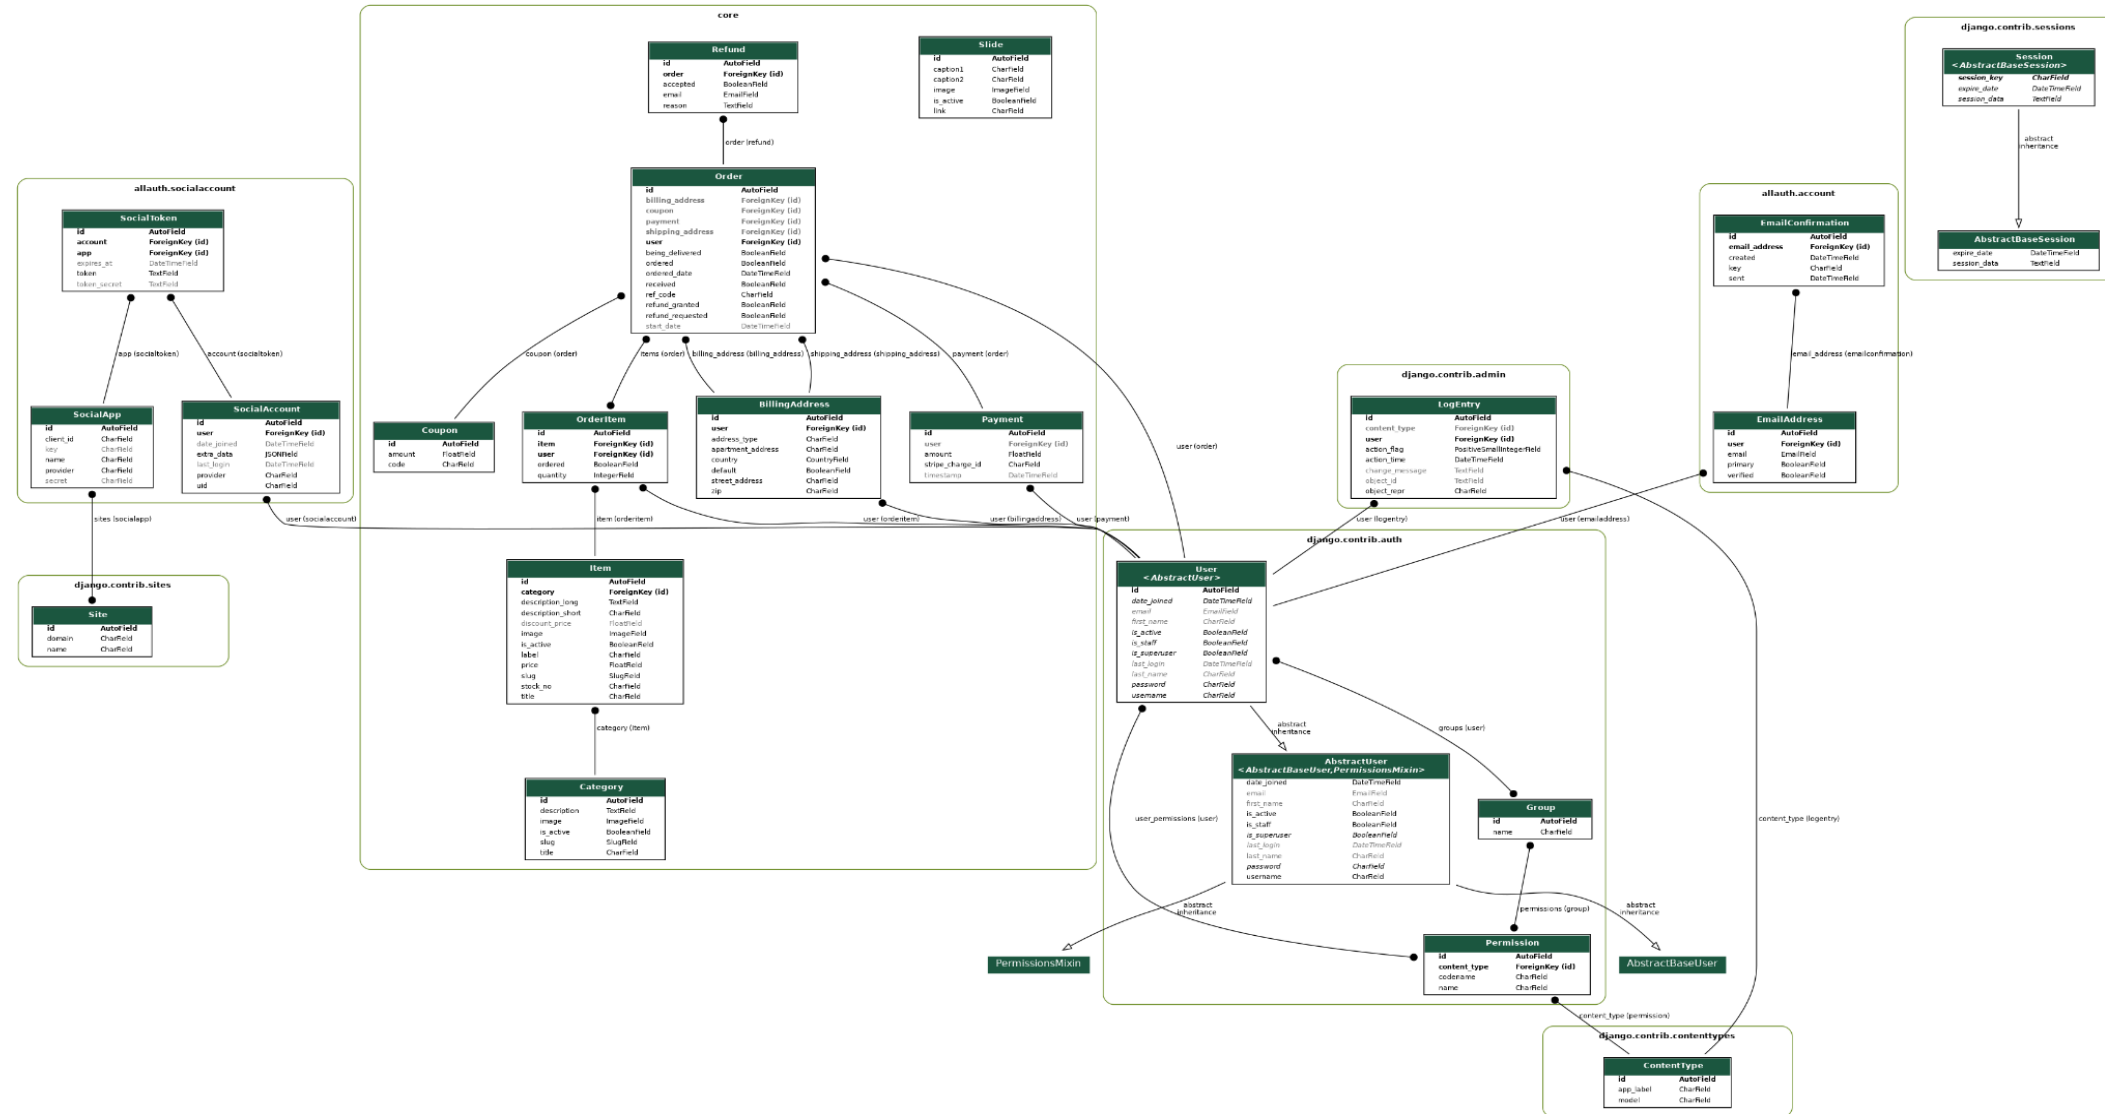 core
Refund
id AutoField
order ForeignKey (id)
accepted BooleanField
email EmailField
reason TextField
Slide
id AutoField
caption1 CharField
caption2 CharField
image ImageField
is_active BooleanField
link CharField
order (refund)
Order
id AutoField
billing_address ForeignKey (id)
coupon ForeignKey (id)
payment ForeignKey (id)
shipping_address ForeignKey (id)
user ForeignKey (id)
being_delivered BooleanField
ordered BooleanField
ordered_date DateTimeField
received BooleanField
ref_code CharField
refund_granted BooleanField
refund_requested BooleanField
start_date DateTimeField
coupon (order)
items (order)
billing_address (billing_address)
shipping_address (shipping_address)
payment (order)
user (order)
Coupon
id AutoField
amount FloatField
code CharField
OrderItem
id AutoField
item ForeignKey (id)
user ForeignKey (id)
ordered BooleanField
quantity IntegerField
BillingAddress
id AutoField
user ForeignKey (id)
address_type CharField
apartment_address CharField
country CountryField
default BooleanField
street_address CharField
zip CharField
Payment
id AutoField
user ForeignKey (id)
amount FloatField
stripe_charge_id CharField
timestamp DateTimeField
item (orderitem)
user (orderitem)
user (billingaddress)
user (payment)
Item
id AutoField
category ForeignKey (id)
description_long TextField
description_short CharField
discount_price FloatField
image ImageField
is_active BooleanField
label CharField
price FloatField
slug SlugField
stock_no CharField
title CharField
category (item)
Category
id AutoField
description TextField
image ImageField
is_active BooleanField
slug SlugField
title CharField
allauth.socialaccount
SocialToken
id AutoField
account ForeignKey (id)
app ForeignKey (id)
expires_at DateTimeField
token TextField
token_secret TextField
app (socialtoken)
account (socialtoken)
SocialApp
id AutoField
client_id CharField
key CharField
name CharField
provider CharField
secret CharField
SocialAccount
id AutoField
user ForeignKey (id)
date_joined DateTimeField
extra_data JSONField
last_login DateTimeField
provider CharField
uid CharField
sites (socialapp)
user (socialaccount)
django.contrib.sites
Site
id AutoField
domain CharField
name CharField
django.contrib.sessions
Session
<AbstractBaseSession>
session_key CharField
expire_date DateTimeField
session_data TextField
abstract
inheritance
AbstractBaseSession
expire_date DateTimeField
session_data TextField
allauth.account
EmailConfirmation
id AutoField
email_address ForeignKey (id)
created DateTimeField
key CharField
sent DateTimeField
email_address (emailconfirmation)
EmailAddress
id AutoField
user ForeignKey (id)
email EmailField
primary BooleanField
verified BooleanField
django.contrib.admin
LogEntry
id AutoField
content_type ForeignKey (id)
user ForeignKey (id)
action_flag PositiveSmallIntegerField
action_time DateTimeField
change_message TextField
object_id TextField
object_repr CharField
user (logentry)
user (emailaddress)
django.contrib.auth
User
<AbstractUser>
id AutoField
date_joined DateTimeField
email EmailField
first_name CharField
is_active BooleanField
is_staff BooleanField
is_superuser BooleanField
last_login DateTimeField
last_name CharField
password CharField
username CharField
abstract
inheritance
groups (user)
user_permissions (user)
AbstractUser
<AbstractBaseUser,PermissionsMixin>
date_joined DateTimeField
email EmailField
first_name CharField
is_active BooleanField
is_staff BooleanField
is_superuser BooleanField
last_login DateTimeField
last_name CharField
password CharField
username CharField
Group
id AutoField
name CharField
content_type (logentry)
abstract
inheritance
permissions (group)
abstract
inheritance
Permission
id AutoField
content_type ForeignKey (id)
codename CharField
name CharField
PermissionsMixin
AbstractBaseUser
content_type (permission)
django.contrib.contenttypes
ContentType
id AutoField
app_label CharField
model CharField